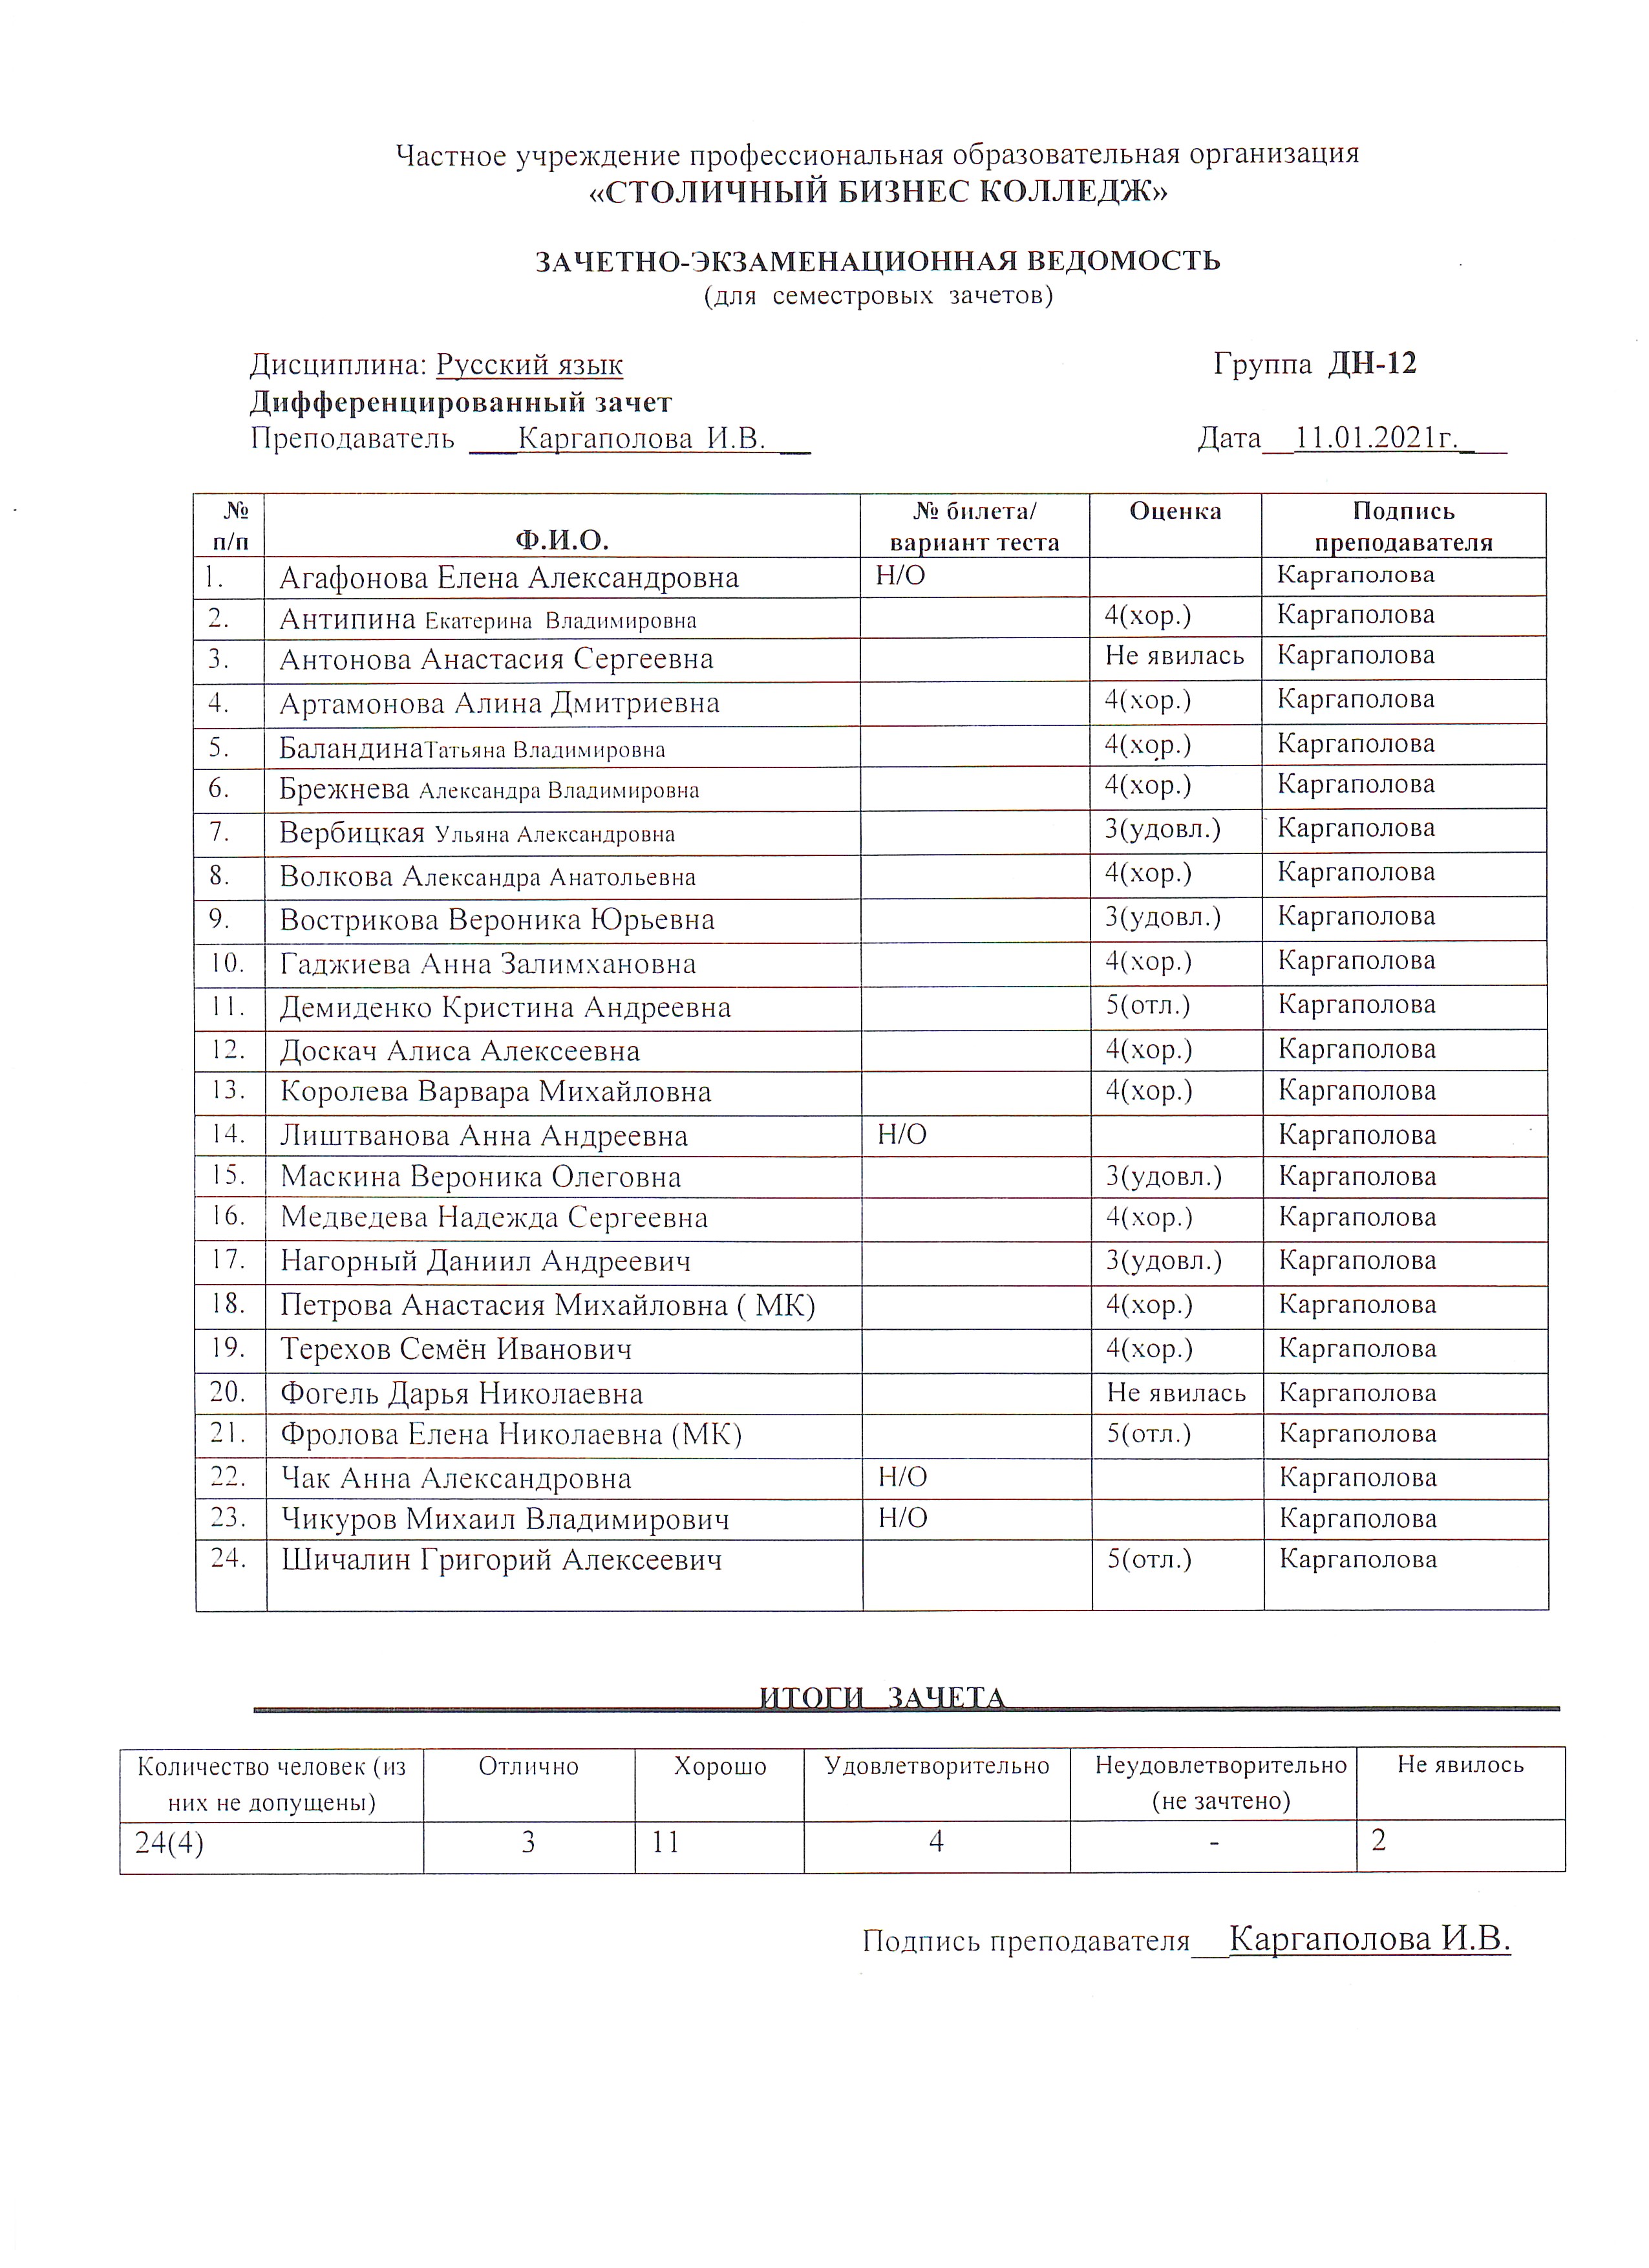 Частное учреждение профессиональная образовательная организация
«СТОЛИЧНЫЙ БИЗНЕС КОЛЛЕДЖ»
ЗАЧЕТНО-ЭКЗАМЕНАЦИОННАЯ ВЕДОМОСТЬ
(для семестровых зачетов)
Дисциплина: Русский язык Группа ДН-12
Дифференцированный зачет
Преподаватель ___Каргаполова И.В.__ Дата__11.01.2021г.___
№ п/п Ф.И.О. № билета/ вариант теста Оценка Подпись преподавателя
1. Агафонова Елена Александровна Н/О Каргаполова
2. Антипина Екатерина Владимировна 4(хор.) Каргаполова
3. Антонова Анастасия Сергеевна Не явилась Каргаполова
4. Артамонова Алина Дмитриевна 4(хор.) Каргаполова
5. БаландинаТатьяна Владимировна 4(хор.) Каргаполова
6. Брежнева Александра Владимировна 4(хор.) Каргаполова
7. Вербицкая Ульяна Александровна 3(удовл.) Каргаполова
8. Волкова Александра Анатольевна 4(хор.) Каргаполова
9. Вострикова Вероника Юрьевна 3(удовл.) Каргаполова
10. Гаджиева Анна Залимхановна 4(хор.) Каргаполова
11. Демиденко Кристина Андреевна 5(отл.) Каргаполова
12. Доскач Алиса Алексеевна 4(хор.) Каргаполова
13. Королева Варвара Михайловна 4(хор.) Каргаполова
14. Лиштванова Анна Андреевна Н/О Каргаполова
15. Маскина Вероника Олеговна 3(удовл.) Каргаполова
16. Медведева Надежда Сергеевна 4(хор.) Каргаполова
17. Нагорный Даниил Андреевич 3(удовл.) Каргаполова
18. Петрова Анастасия Михайловна ( МК) 4(хор.) Каргаполова
19. Терехов Семён Иванович 4(хор.) Каргаполова
20. Фогель Дарья Николаевна Не явилась Каргаполова
21. Фролова Елена Николаевна (МК) 5(отл.) Каргаполова
22. Чак Анна Александровна Н/О Каргаполова
23. Чикуров Михаил Владимирович Н/О Каргаполова
24. Шичалин Григорий Алексеевич 5(отл.) Каргаполова
ИТОГИ ЗАЧЕТА
Количество человек (из них не допущены) Отлично Хорошо Удовлетворительно Неудовлетворительно (не зачтено) Не явилось
24(4) 3 11 4 - 2
Подпись преподавателя__Каргаполова И.В.